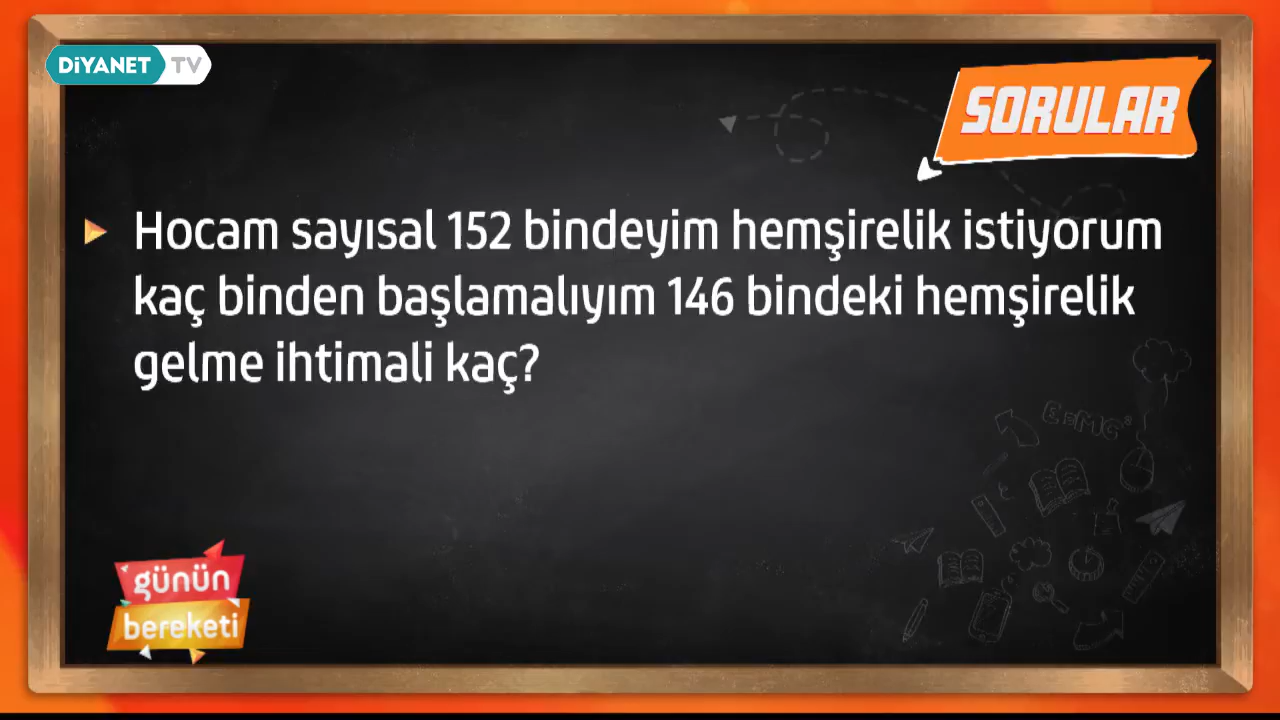 DİYANET TV
SORULAR
Hocam sayısal 152 bindeyim hemşirelik istiyorum
kaç binden başlamalıyım 146 bindeki hemşirelik
gelme ihtimali kaç?
E=MC²
günün
bereketi